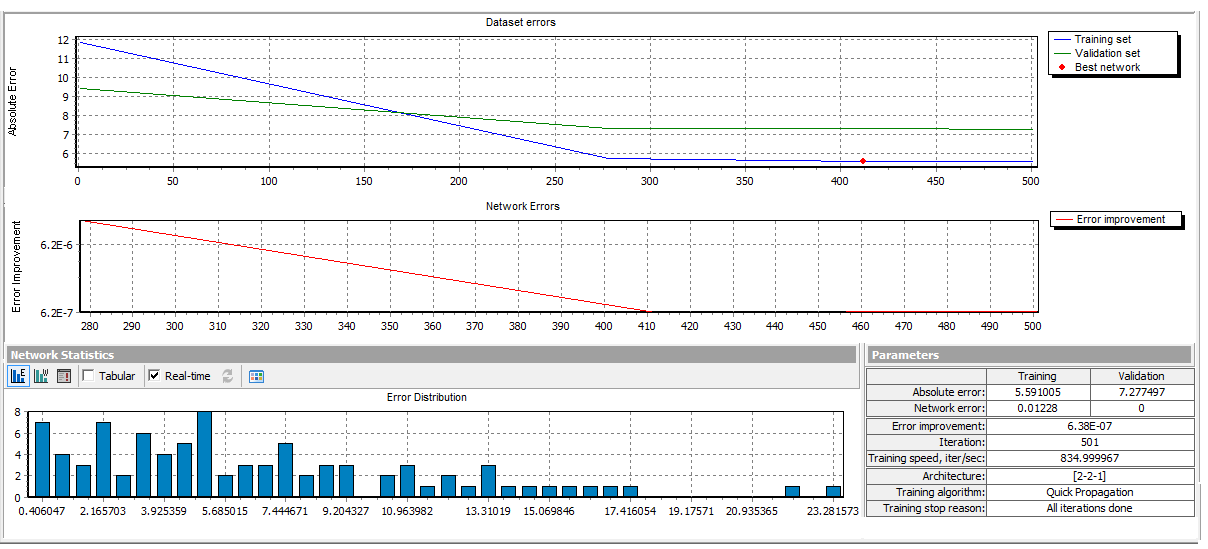 Dataset errors
Absolute Error
12
11
10
9
8
7
6
0 50 100 150 200 250 300 350 400 450 500
Training set
Validation set
Best network
Network Errors
Error Improvement
6.2E-6
6.2E-7
280 290 300 310 320 330 340 350 360 370 380 390 400 410 420 430 440 450 460 470 480 490 500
Error improvement
Network Statistics
Tabular Real-time
Error Distribution
8
6
4
2
0
0.406047 2.165703 3.925359 5.685015 7.444671 9.204327 10.963982 13.31019 15.069846 17.416054 19.17571 20.935365 23.281573
Parameters
Training Validation
Absolute error: 5.591005 7.277497
Network error: 0.01228 0
Error improvement: 6.38E-07
Iteration: 501
Training speed, iter/sec: 834.999967
Architecture: [2-2-1]
Training algorithm: Quick Propagation
Training stop reason: All iterations done